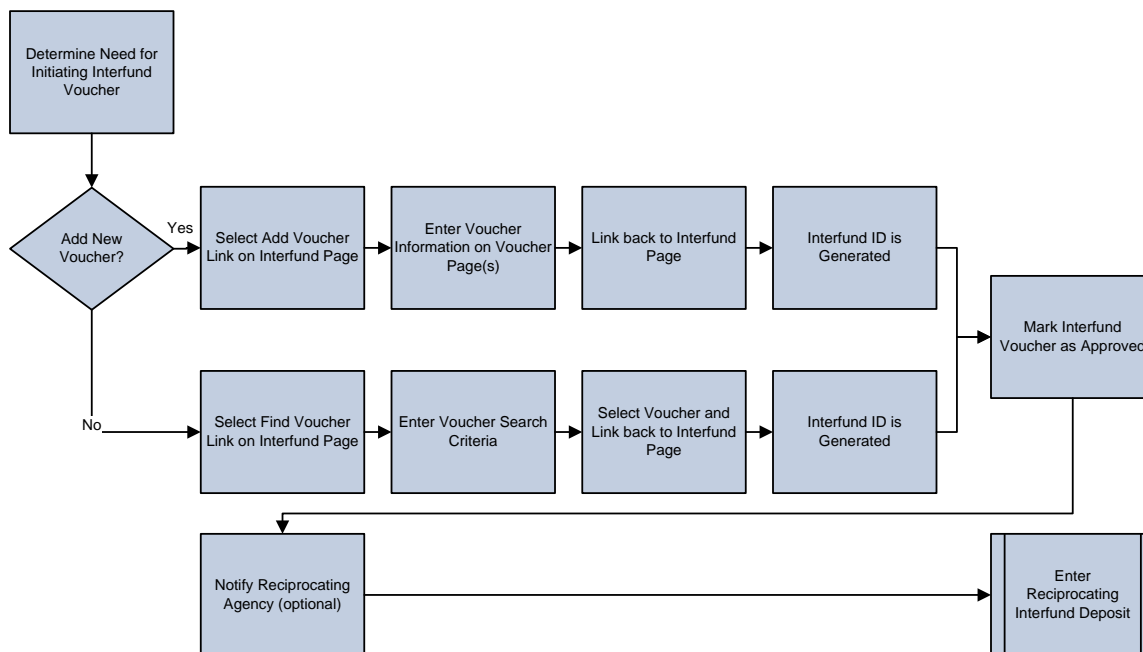 Determine Need for
Initiating Interfund
Voucher
Add New
Voucher?
Yes
Select Add Voucher
Link on Interfund Page
Enter Voucher
Information on Voucher
Page(s)
Link back to Interfund
Page
Interfund ID is
Generated
Mark Interfund
Voucher as Approved
No
Select Find Voucher
Link on Interfund Page
Enter Voucher Search
Criteria
Select Voucher and
Link back to Interfund
Page
Interfund ID is
Generated
Notify Reciprocating
Agency (optional)
Enter
Reciprocating
Interfund Deposit